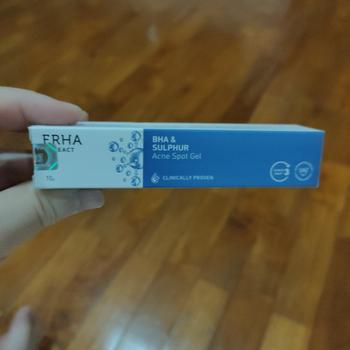 ERHA
BHA &
SULPHUR
Acne Spot Gel
CLINICALLY PROVEN